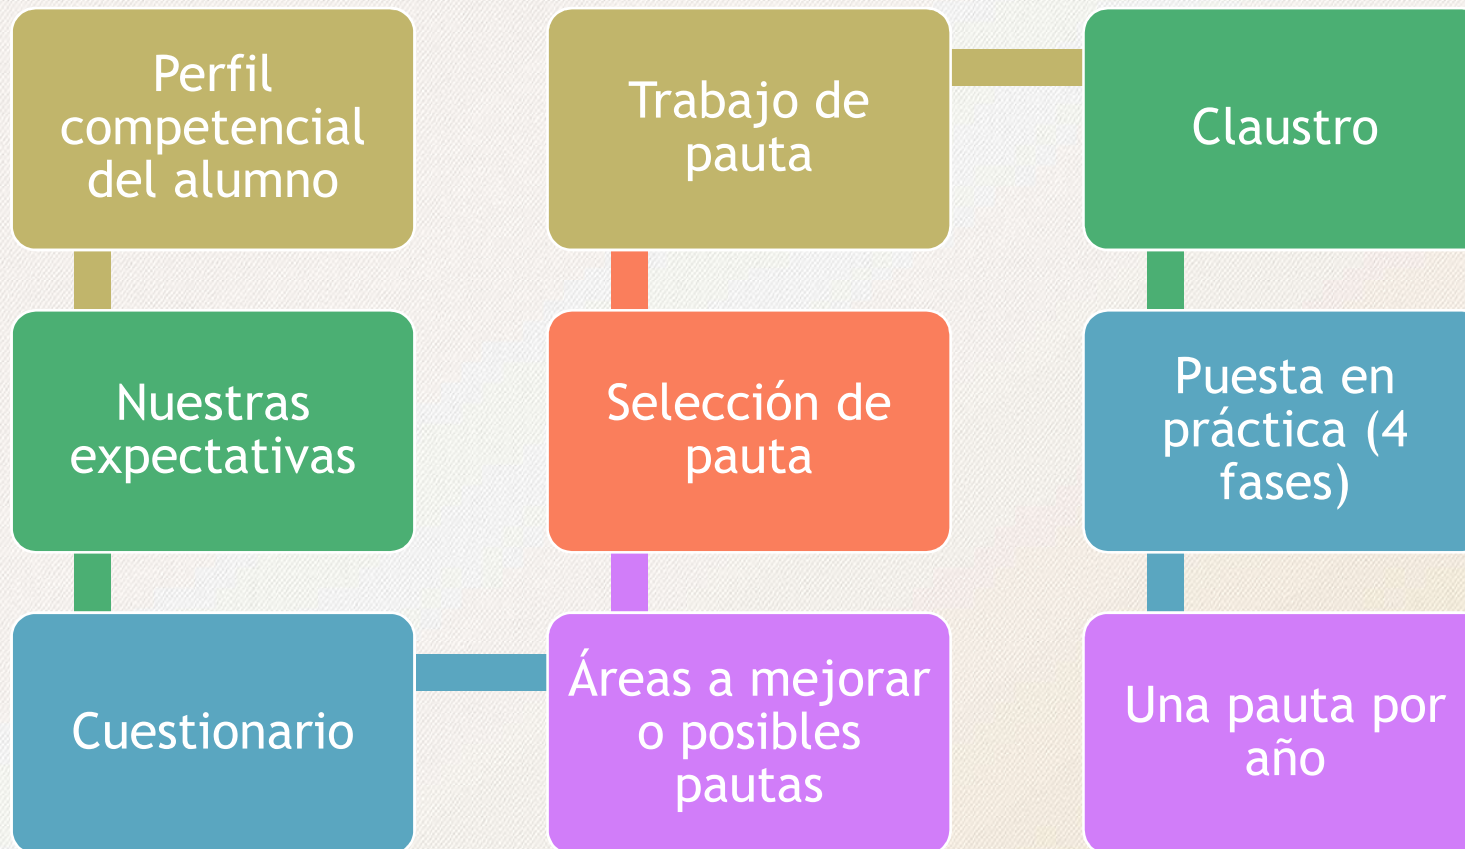 Perfil
competencial
del alumno
Nuestras
expectativas
Cuestionario
Áreas a mejorar
o posibles
pautas
Selección de
pauta
Trabajo de
pauta
Claustro
Puesta en
práctica (4
fases)
Una pauta por
año